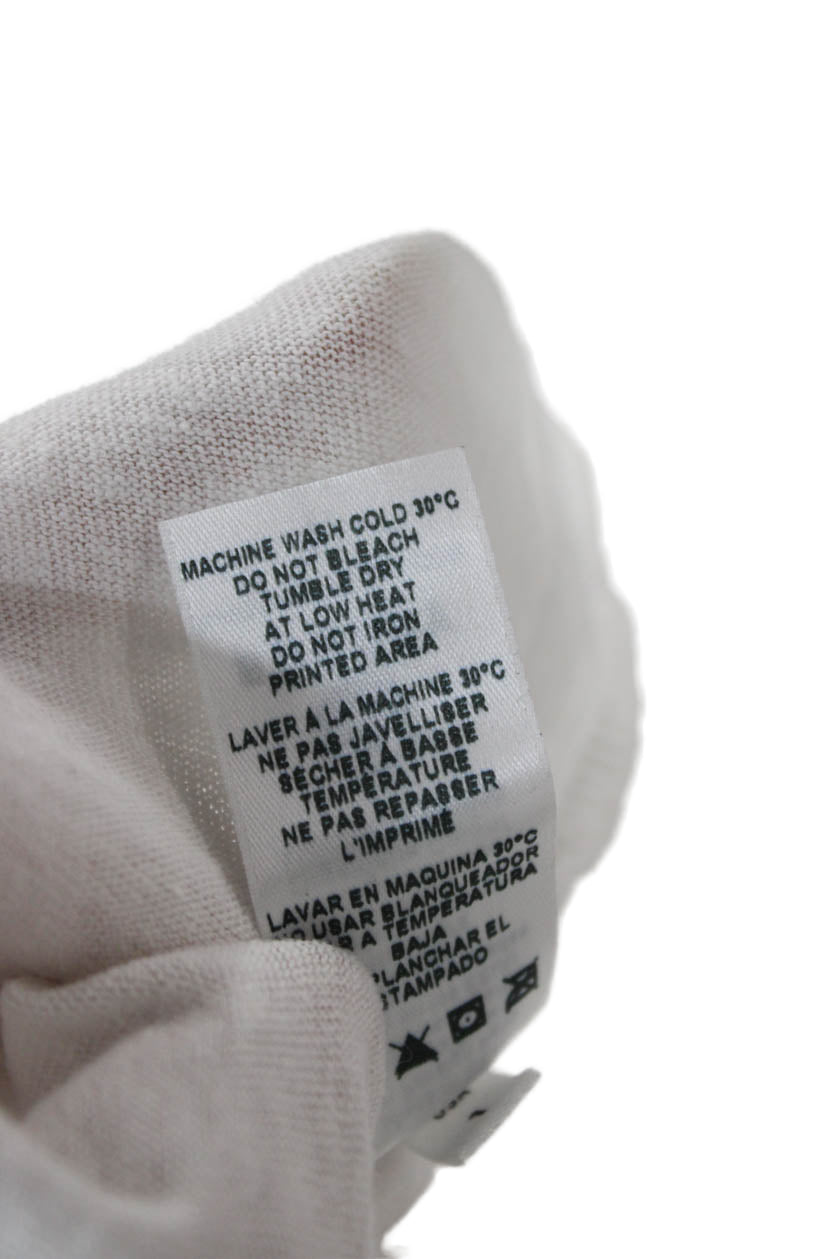 MACHINE WASH COLD 30°C
DO NOT BLEACH
TUMBLE DRY
AT LOW HEAT
DO NOT IRON
PRINTED AREA
LAVER À LA MACHINE 30°C
NE PAS JAVELLISER
SÉCHER À BASSE
TEMPÉRATURE
NE PAS REPASSER
L'IMPRIMÉ
LAVAR EN MAQUINA 30°C
USAR BLANQUEADOR
A TEMPERATURA
BAJA
PLANCHAR EL